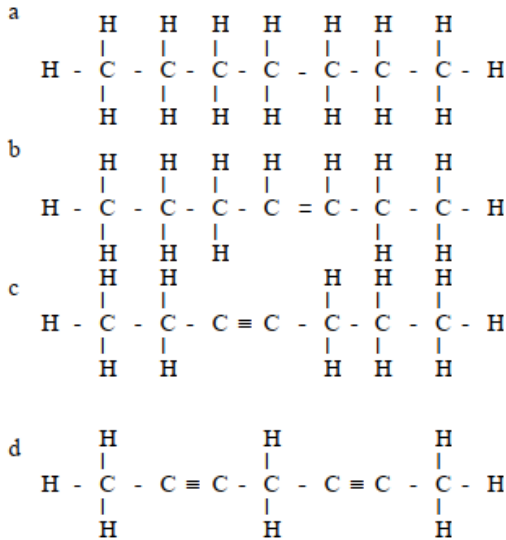 a
H H H H H H H
| | | | | | |
H - C - C - C - C - C - C - C - H
| | | | | | |
H H H H H H H
b
H H H H H H H
| | | | | | |
H - C - C - C - C = C - C - C - H
| | | | |
H H H H H
c
H H H H H
| | | | |
H - C - C - C ≡ C - C - C - C - H
| | | | |
H H H H H
d
H H H
| | |
H - C - C ≡ C - C - C ≡ C - C - H
| | |
H H H